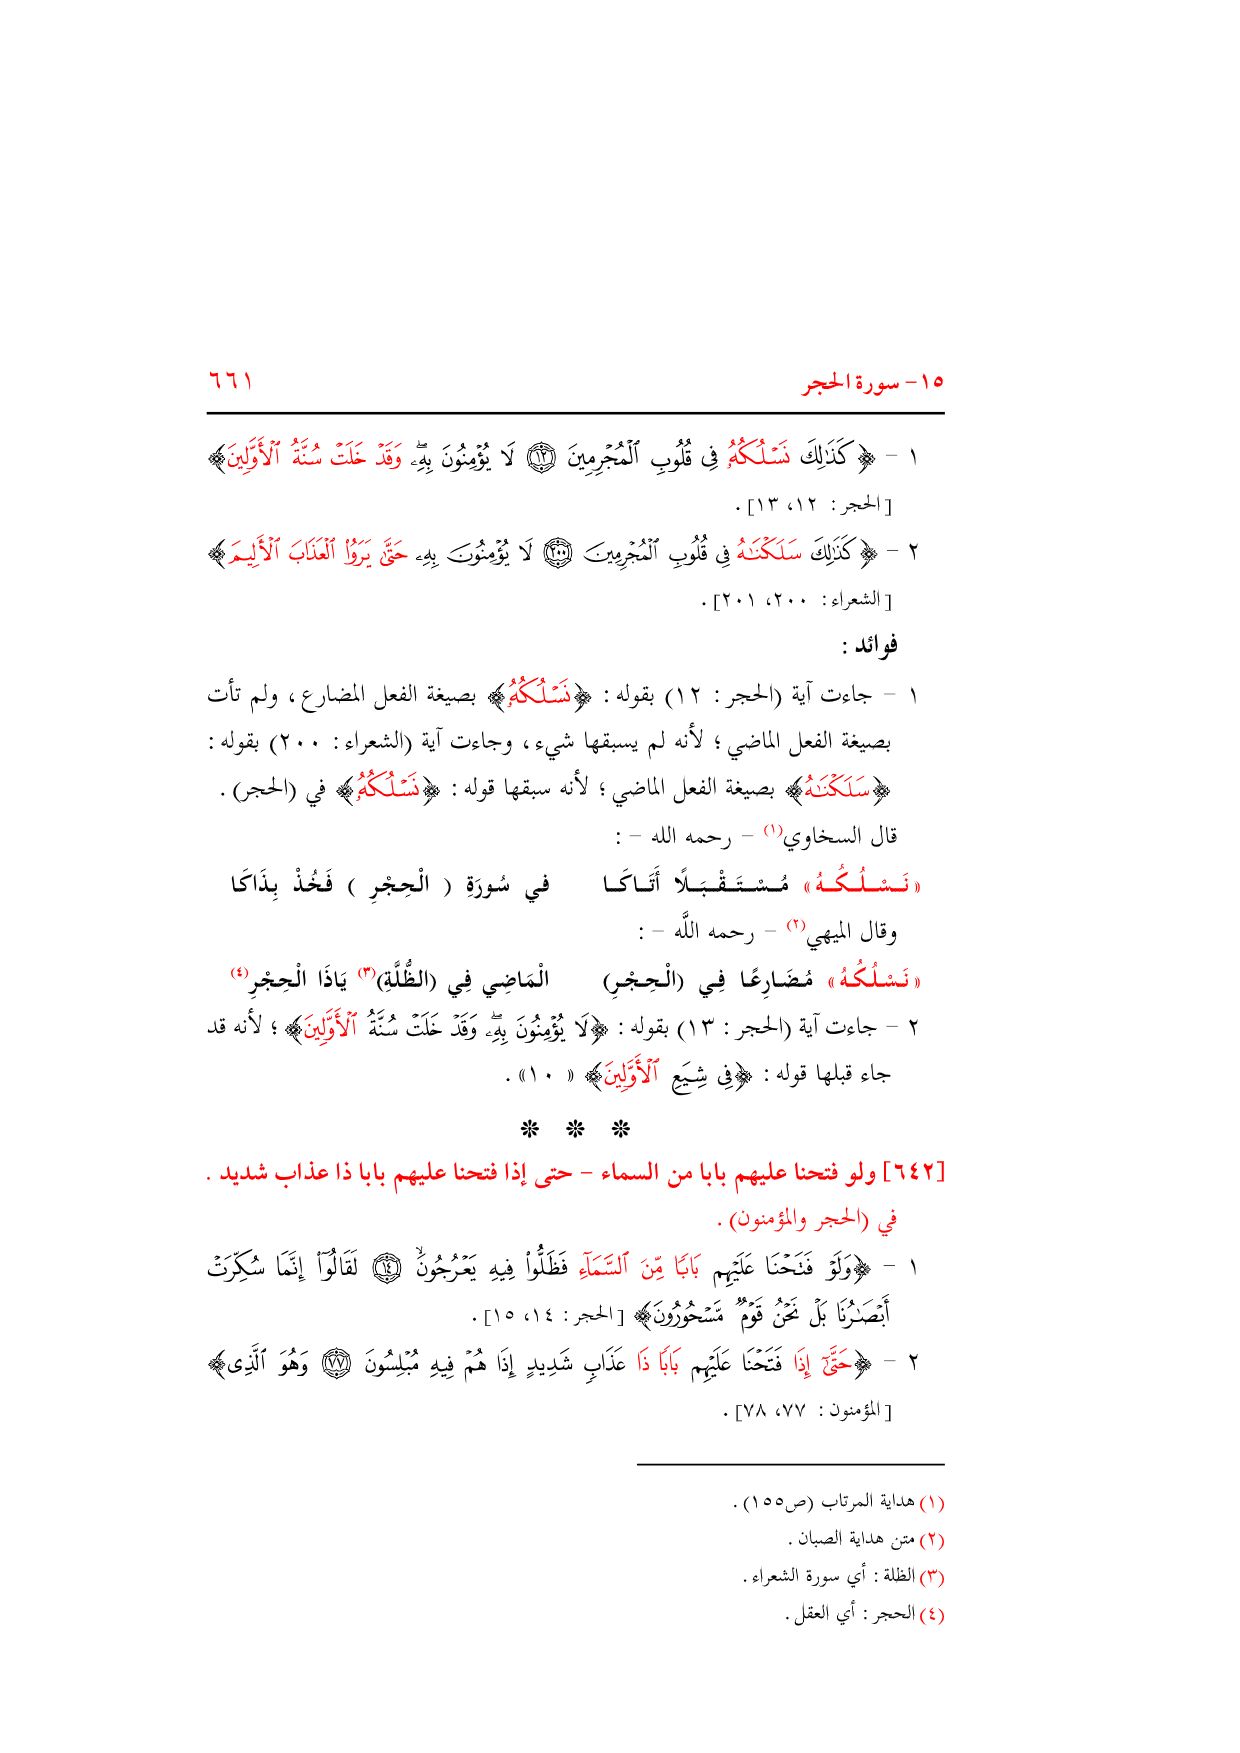 ١٥- سورة الحجر
٦٦١
١ - ﴿كَذَٰلِكَ نَسْلُكُهُۥ فِى قُلُوبِ ٱلْمُجْرِمِينَ ١٢ لَا يُؤْمِنُونَ بِهِۦۖ وَقَدْ خَلَتْ سُنَّةُ ٱلْأَوَّلِينَ﴾
[الحجر: ١٢، ١٣].
٢ - ﴿كَذَٰلِكَ سَلَكْنَٰهُ فِى قُلُوبِ ٱلْمُجْرِمِينَ ٢٠٠ لَا يُؤْمِنُونَ بِهِۦ حَتَّىٰ يَرَوُا۟ ٱلْعَذَابَ ٱلْأَلِيمَ﴾
[الشعراء: ٢٠٠، ٢٠١].
فوائد :
١ - جاءت آية (الحجر: ١٢) بقوله: ﴿نَسْلُكُهُۥ﴾ بصيغة الفعل المضارع، ولم تأت
بصيغة الفعل الماضي؛ لأنه لم يسبقها شيء، وجاءت آية (الشعراء: ٢٠٠) بقوله:
﴿سَلَكْنَٰهُ﴾ بصيغة الفعل الماضي؛ لأنه سبقها قوله: ﴿نَسْلُكُهُۥ﴾ في (الحجر).
قال السخاوي(١) - رحمه الله - :
«نَسْلُكُهُ» مُسْتَقْبَلًا أَتَاكَا في سُورَةِ ( الْحِجْرِ ) فَخُذْ بِذَاكَا
وقال الميهي(٢) - رحمه اللَّه - :
«نَسْلُكُهُ» مُضَارِعًا فِي (الْحِجْرِ) الْمَاضِي فِي (الظُّلَّةِ)(٣) يَاذَا الْحِجْرِ(٤)
٢ - جاءت آية (الحجر: ١٣) بقوله: ﴿لَا يُؤْمِنُونَ بِهِۦۖ وَقَدْ خَلَتْ سُنَّةُ ٱلْأَوَّلِينَ﴾؛ لأنه قد
جاء قبلها قوله: ﴿فِى شِيَعِ ٱلْأَوَّلِينَ﴾ «١٠».
* * *
[٦٤٢] ولو فتحنا عليهم بابا من السماء - حتى إذا فتحنا عليهم بابا ذا عذاب شديد .
في (الحجر والمؤمنون).
١ - ﴿وَلَوْ فَتَحْنَا عَلَيْهِم بَابًا مِّنَ ٱلسَّمَآءِ فَظَلُّوا۟ فِيهِ يَعْرُجُونَۙ ١٤ لَقَالُوٓا۟ إِنَّمَا سُكِّرَتْ
أَبْصَٰرُنَا بَلْ نَحْنُ قَوْمٌ مَّسْحُورُونَ﴾ [الحجر: ١٤، ١٥].
٢ - ﴿حَتَّىٰٓ إِذَا فَتَحْنَا عَلَيْهِم بَابًا ذَا عَذَابٍ شَدِيدٍ إِذَا هُمْ فِيهِ مُبْلِسُونَ ٧٧ وَهُوَ ٱلَّذِى﴾
[المؤمنون: ٧٧، ٧٨].
(١) هداية المرتاب (ص١٥٥).
(٢) متن هداية الصبان.
(٣) الظلة: أي سورة الشعراء.
(٤) الحجر: أي العقل.